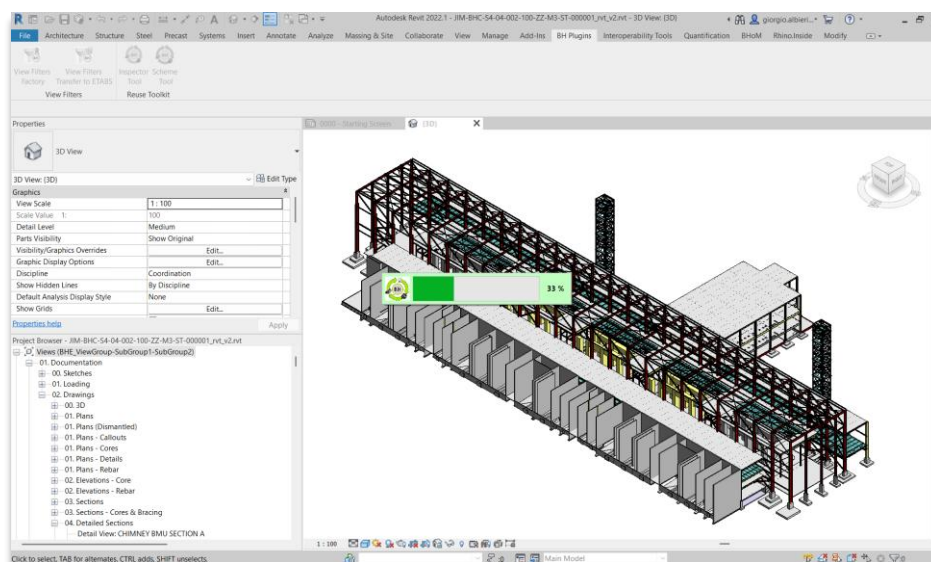 Autodesk Revit 2022.1 - JIM-BHC-S4-04-002-100-ZZ-M3-ST-000001_rvt_v2.rvt - 3D View: {3D}
giorgio.albieri...
File Architecture Structure Steel Precast Systems Insert Annotate Analyze Massing & Site Collaborate View Manage Add-Ins BH Plugins Interoperability Tools Quantification BHoM Rhino.Inside Modify
View Filters Factory
View Filters Transfer to ETABS
Inspector Tool
Scheme Tool
View Filters
Reuse Toolkit
Properties
0000 - Starting Screen
{3D}
3D View
3D View: {3D}
Edit Type
Graphics
View Scale 1 : 100
Scale Value 1: 100
Detail Level Medium
Parts Visibility Show Original
Visibility/Graphics Overrides Edit...
Graphic Display Options Edit...
Discipline Coordination
Show Hidden Lines By Discipline
Default Analysis Display Style None
Show Grids Edit...
Properties help
Apply
33 %
Project Browser - JIM-BHC-S4-04-002-100-ZZ-M3-ST-000001_rvt_v2.rvt
Views (BHE_ViewGroup-SubGroup1-SubGroup2)
01. Documentation
00. Sketches
01. Loading
02. Drawings
00. 3D
01. Plans
01. Plans (Dismantled)
01. Plans - Callouts
01. Plans - Cores
01. Plans - Details
01. Plans - Rebar
02. Elevations - Core
02. Elevations - Rebar
03. Sections
03. Sections - Cores & Bracing
04. Detailed Sections
Detail View: CHIMNEY BMU SECTION A
1 : 100
Click to select, TAB for alternates, CTRL adds, SHIFT unselects.
:0
Main Model
:0